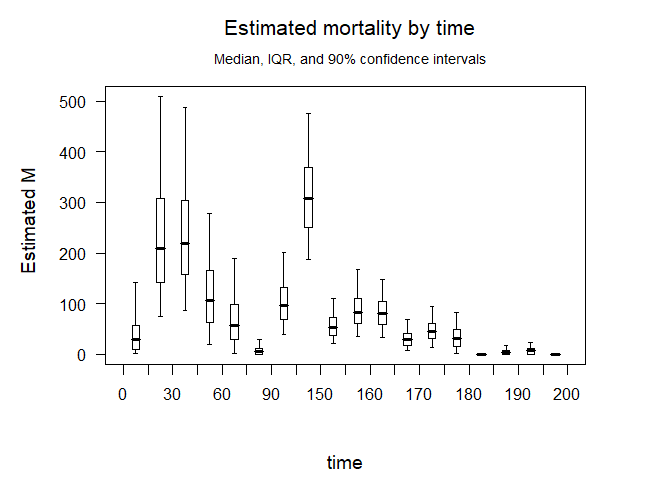 Estimated mortality by time
Median, IQR, and 90% confidence intervals
Estimated M
500
400
300
200
100
0
0 30 60 90 150 160 170 180 190 200
time